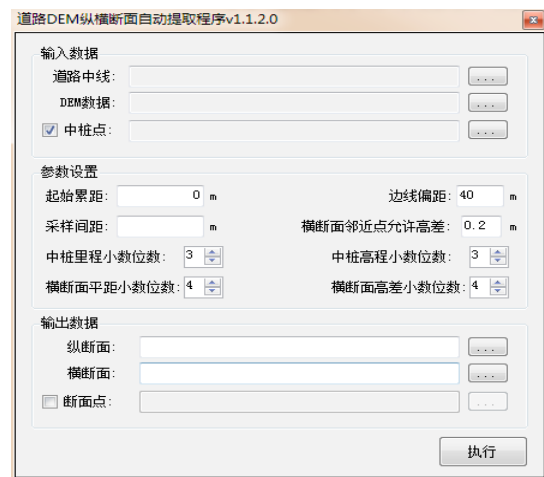 道路DEM纵横断面自动提取程序v1.1.2.0
输入数据
道路中线: ...
DEM数据: ...
中桩点: ...
参数设置
起始累距: 0 m 边线偏距: 40 m
采样间距: m 横断面邻近点允许高差: 0.2 m
中桩里程小数位数: 3 中桩高程小数位数: 3
横断面平距小数位数: 4 横断面高差小数位数: 4
输出数据
纵断面: ...
横断面: ...
断面点: ...
执行